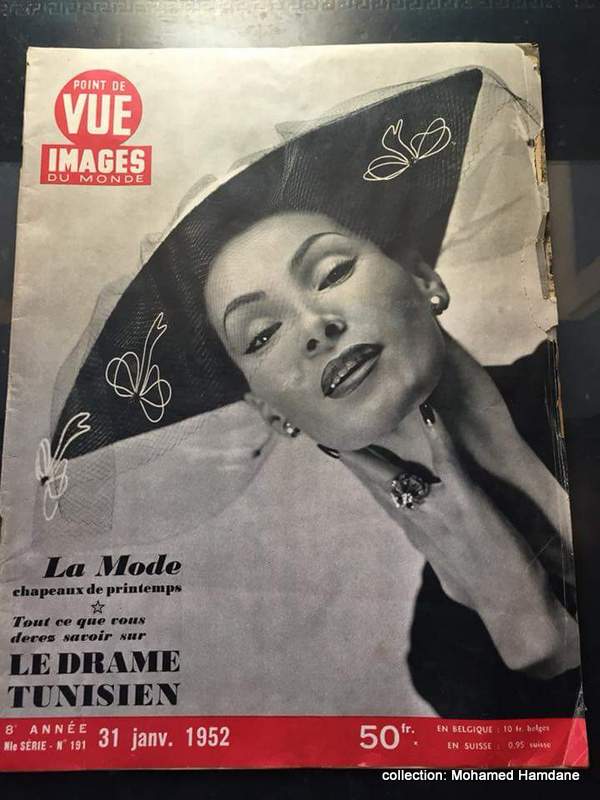 POINT DE
VUE
IMAGES
DU MONDE
La Mode
chapeaux de printemps
☆
Tout ce que vous
devez savoir sur
LE DRAME
TUNISIEN
8e ANNÉE
Nle SÉRIE - N° 191
31 janv. 1952
50 fr.
EN BELGIQUE : 10 fr. belges
EN SUISSE : 0,95 suisse
collection: Mohamed Hamdane